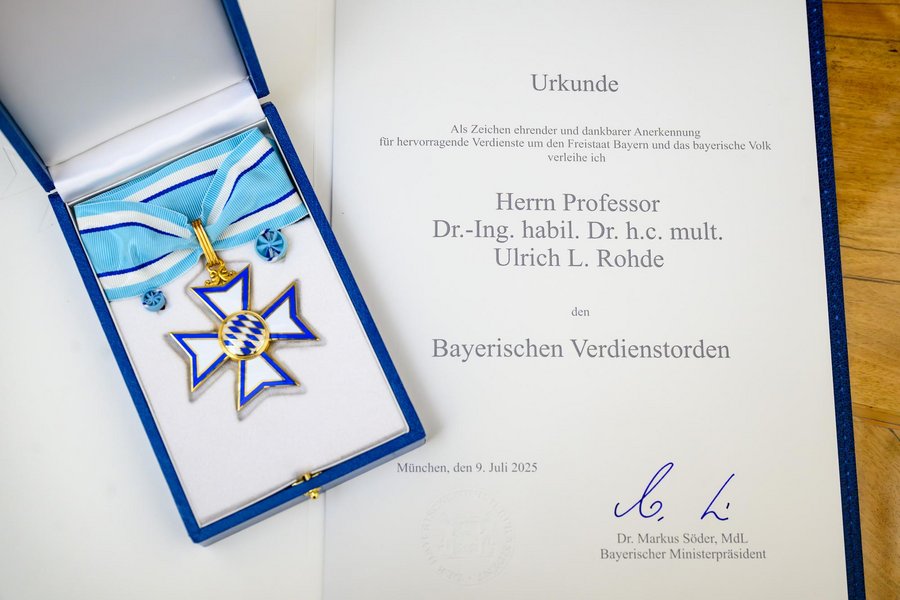 Urkunde
Als Zeichen ehrender und dankbarer Anerkennung
für hervorragende Verdienste um den Freistaat Bayern und das bayerische Volk
verleihe ich
Herrn Professor
Dr.-Ing. habil. Dr. h.c. mult.
Ulrich L. Rohde
den
Bayerischen Verdienstorden
München, den 9. Juli 2025
Dr. Markus Söder, MdL
Bayerischer Ministerpräsident